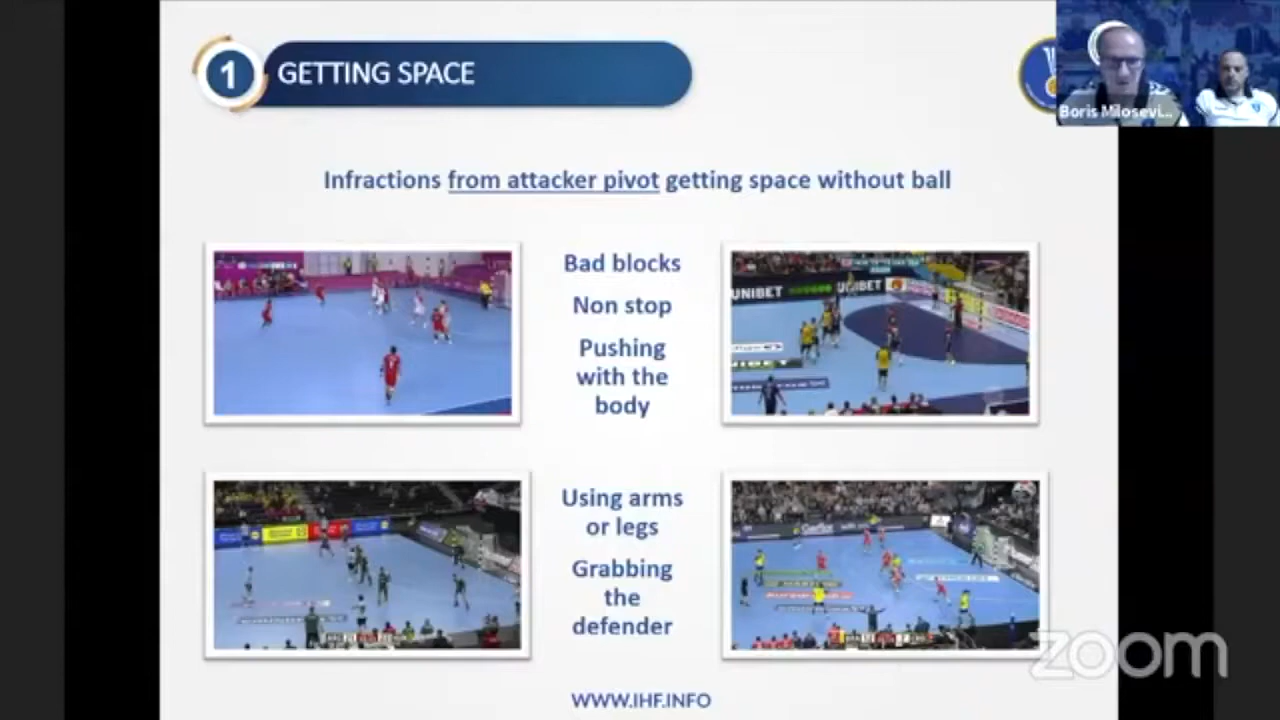 1 GETTING SPACE
Boris Milosevi...
Infractions from attacker pivot getting space without ball
Bad blocks
Non stop
Pushing
with the
body
UNIBET
UNIBET
Using arms
or legs
Grabbing
the
defender
WWW.IHF.INFO
zoom